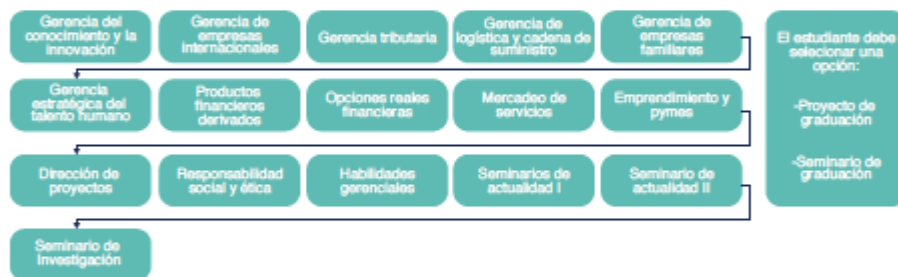 Gerencia del
conocimiento y la
innovación
Gerencia de
empresas
internacionales
Gerencia tributaria
Gerencia de
logística y cadena de
suministro
Gerencia de
empresas
familiares
Gerencia
estratégica del
talento humano
Productos
financieros
derivados
Opciones reales
financieras
Mercadeo de
servicios
Emprendimiento y
pymes
Dirección de
proyectos
Responsabilidad
social y ética
Habilidades
gerenciales
Seminarios de
actualidad I
Seminario de
actualidad II
Seminario de
Investigación
El estudiante debe
selecionar una
opción:
-Proyecto de
graduación
-Seminario de
graduación